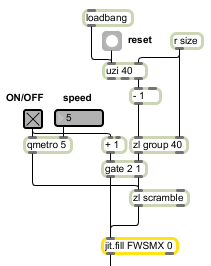 loadbang
reset
r size
uzi 40
- 1
ON/OFF
speed
5
qmetro 5
+ 1
zl group 40
gate 2 1
zl scramble
jit.fill FWSMX 0